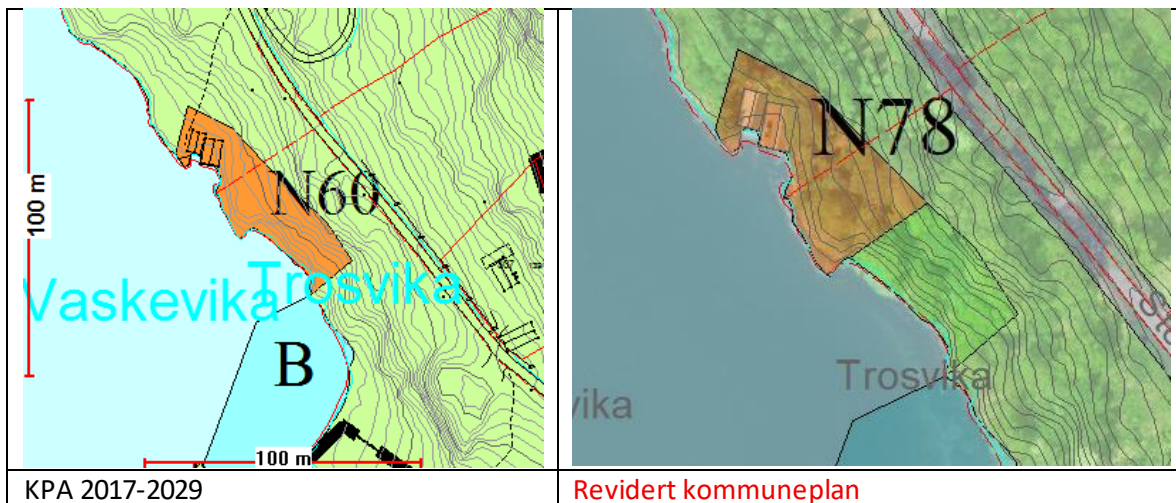 N60
100 m
Vaskevika
Trosvika
B
100 m
KPA 2017-2029
N78
Trosvika
vika
Revidert kommuneplan